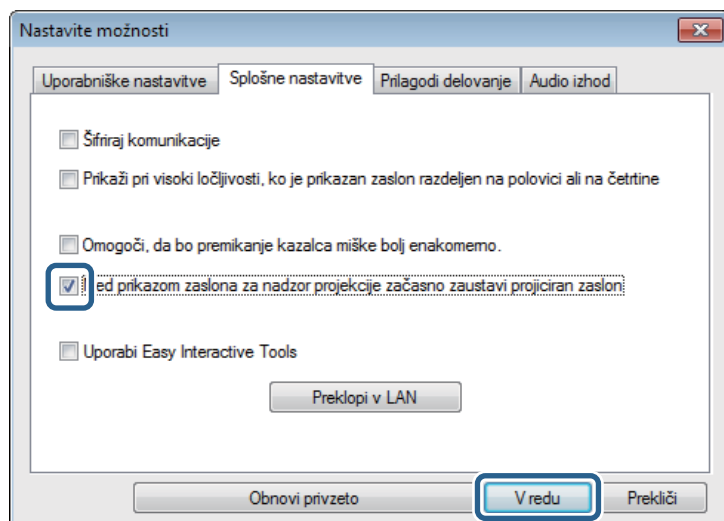 Nastavite možnosti
Uporabniške nastavitve Splošne nastavitve Prilagodi delovanje Audio izhod
Šifriraj komunikacije
Prikaži pri visoki ločljivosti, ko je prikazan zaslon razdeljen na polovici ali na četrtine
Omogoči, da bo premikanje kazalca miške bolj enakomerno.
prikazom zaslona za nadzor projekcije začasno zaustavi projiciran zaslon
Uporabi Easy Interactive Tools
Preklopi v LAN
Obnovi privzeto V redu Prekliči